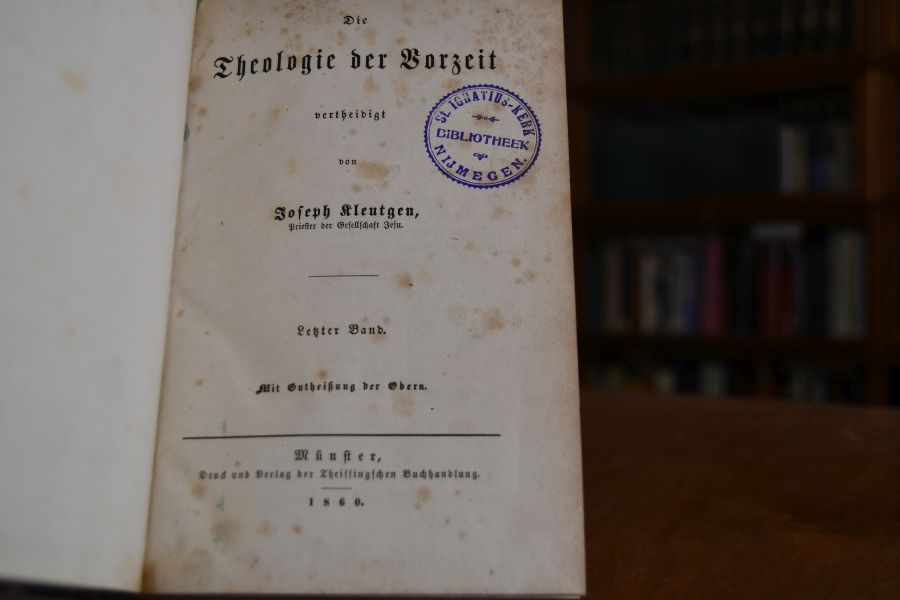 Die
Theologie der Vorzeit
vertheidigt
von
Joseph Kleutgen,
Priester der Gesellschaft Jesu.
Letzter Band.
Mit Gutheißung der Obern.
Münster,
Druck und Verlag der Theissingschen Buchhandlung.
1860.
ST. IGNATIUS-KERK
BIBLIOTHEEK
NIJMEGEN.